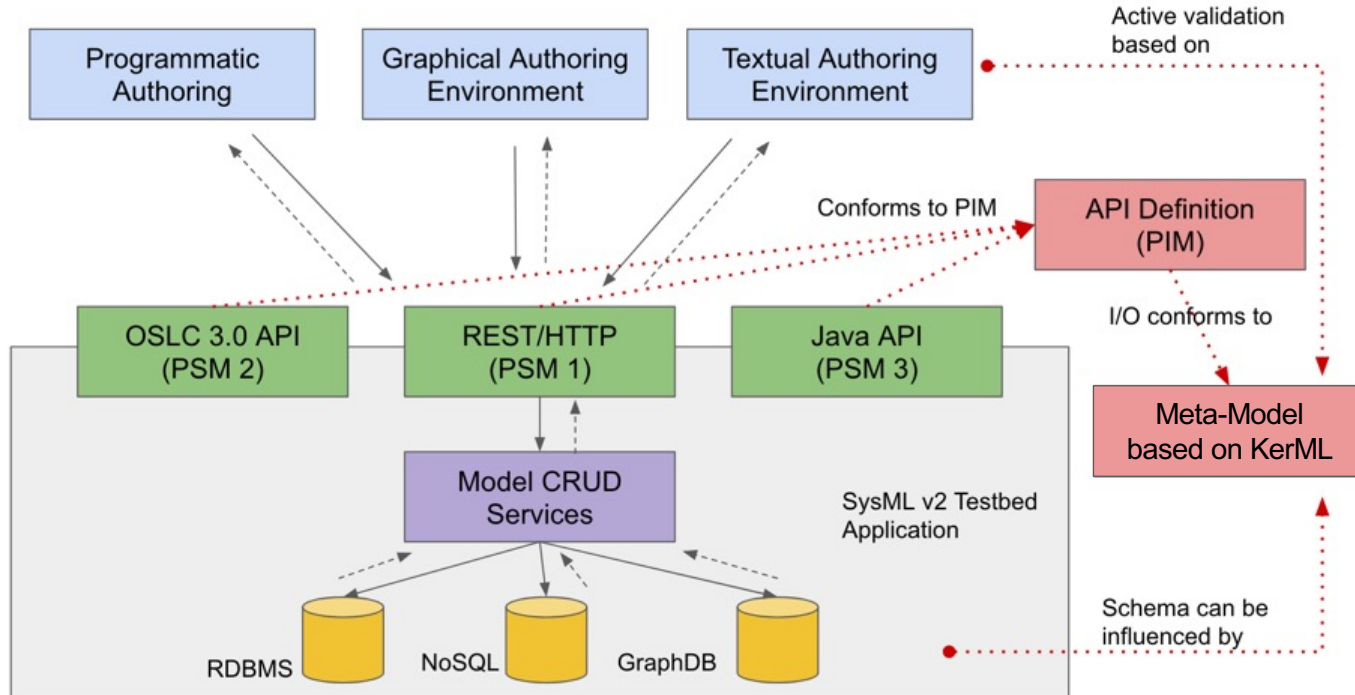 Programmatic
Authoring
Graphical Authoring
Environment
Textual Authoring
Environment
Active validation
based on
Conforms to PIM
API Definition
(PIM)
I/O conforms to
OSLC 3.0 API
(PSM 2)
REST/HTTP
(PSM 1)
Java API
(PSM 3)
Meta-Model
based on KerML
Model CRUD
Services
SysML v2 Testbed
Application
Schema can be
influenced by
RDBMS
NoSQL
GraphDB